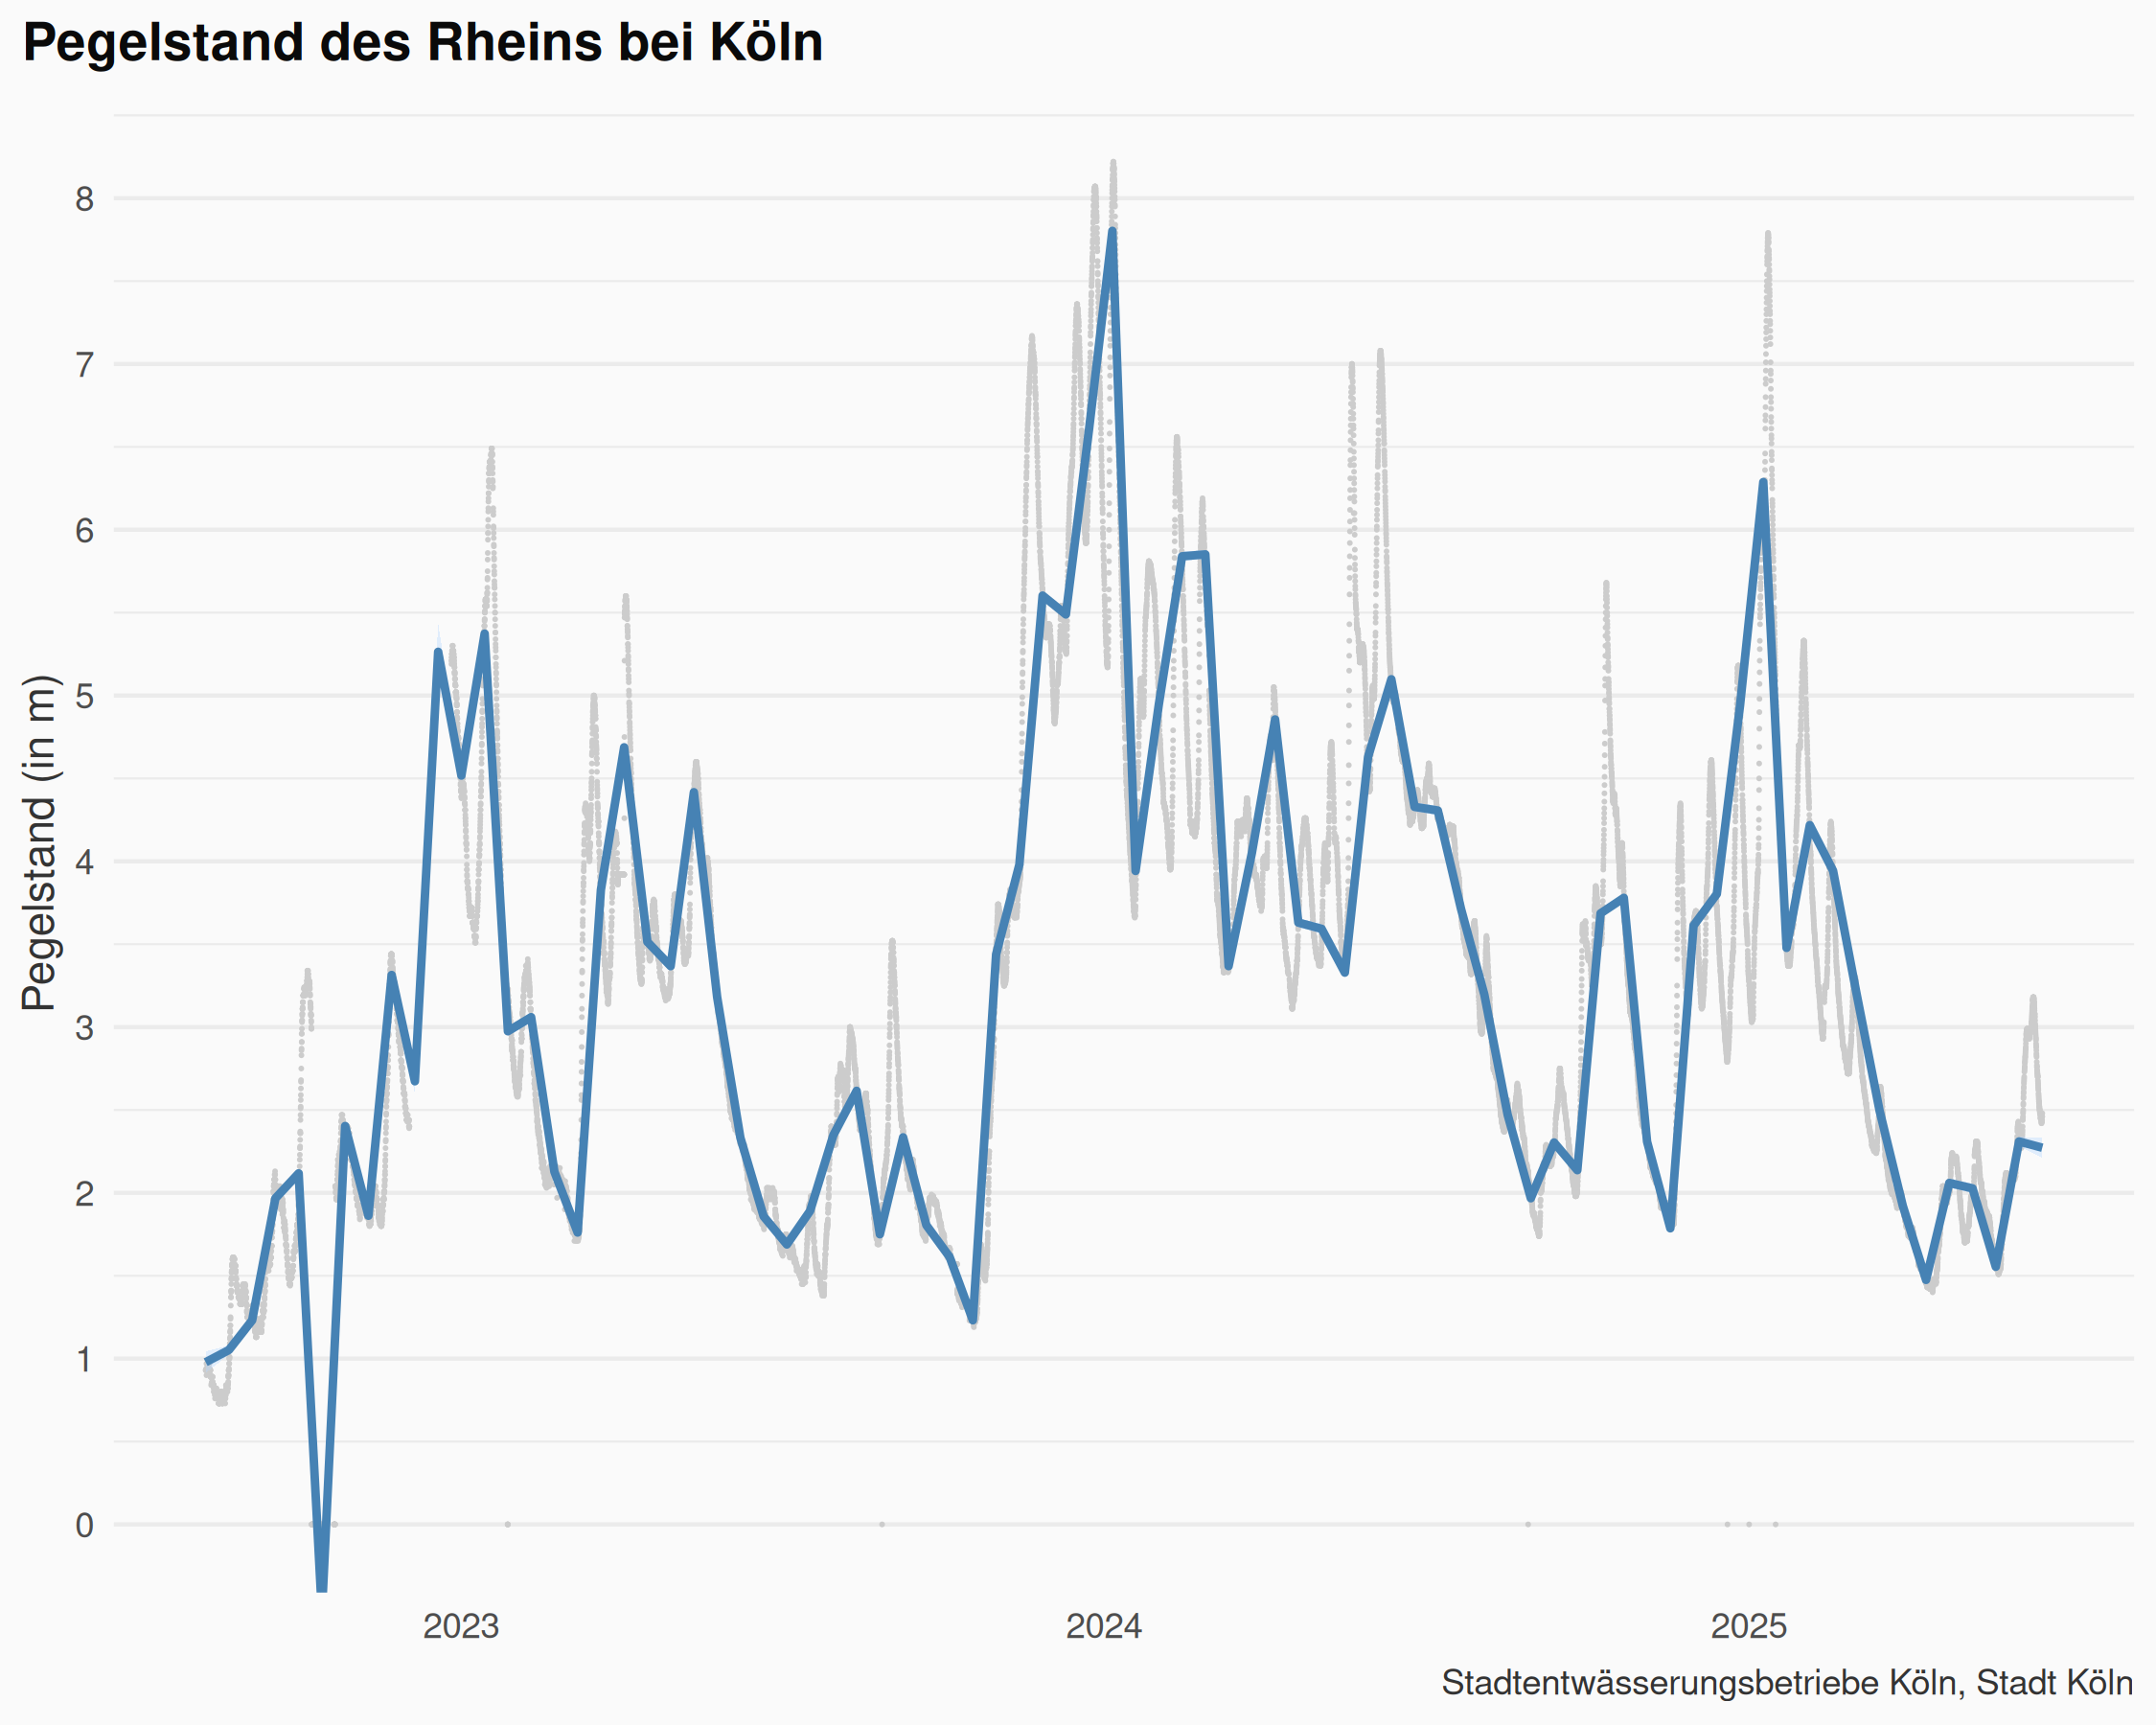 Pegelstand des Rheins bei Köln
Pegelstand (in m)
8
7
6
5
4
3
2
1
0
2023 2024 2025
Stadtentwässerungsbetriebe Köln, Stadt Köln